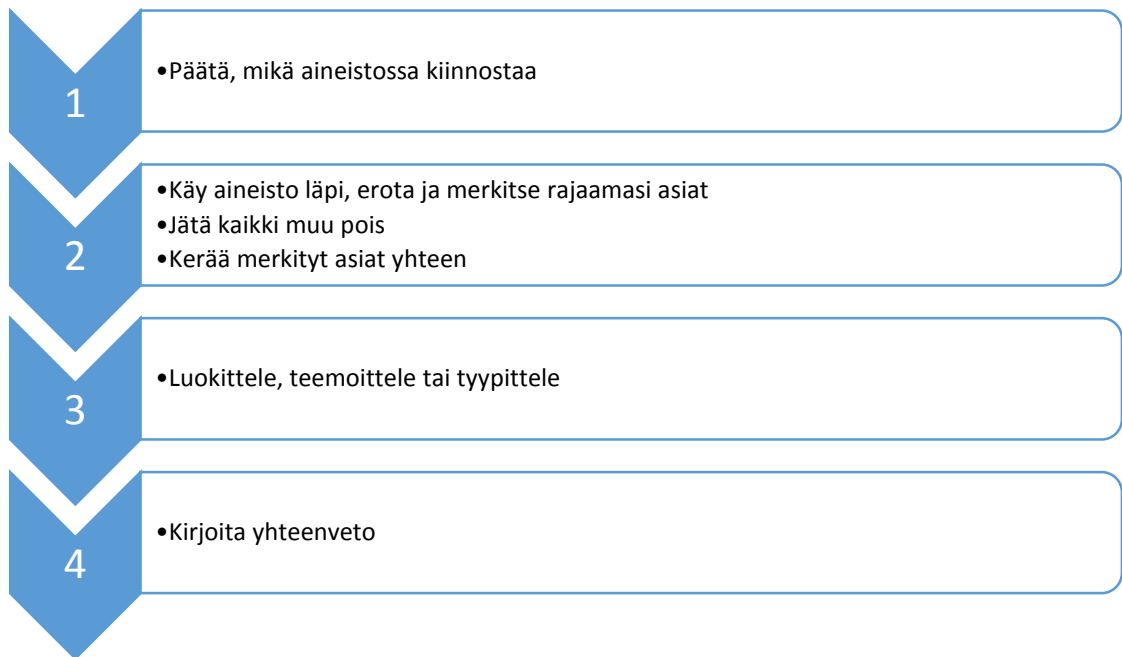 1
•Päätä, mikä aineistossa kiinnostaa
2
•Käy aineisto läpi, erota ja merkitse rajaamasi asiat
•Jätä kaikki muu pois
•Kerää merkityt asiat yhteen
3
•Luokittele, teemoittele tai tyypittele
4
•Kirjoita yhteenveto